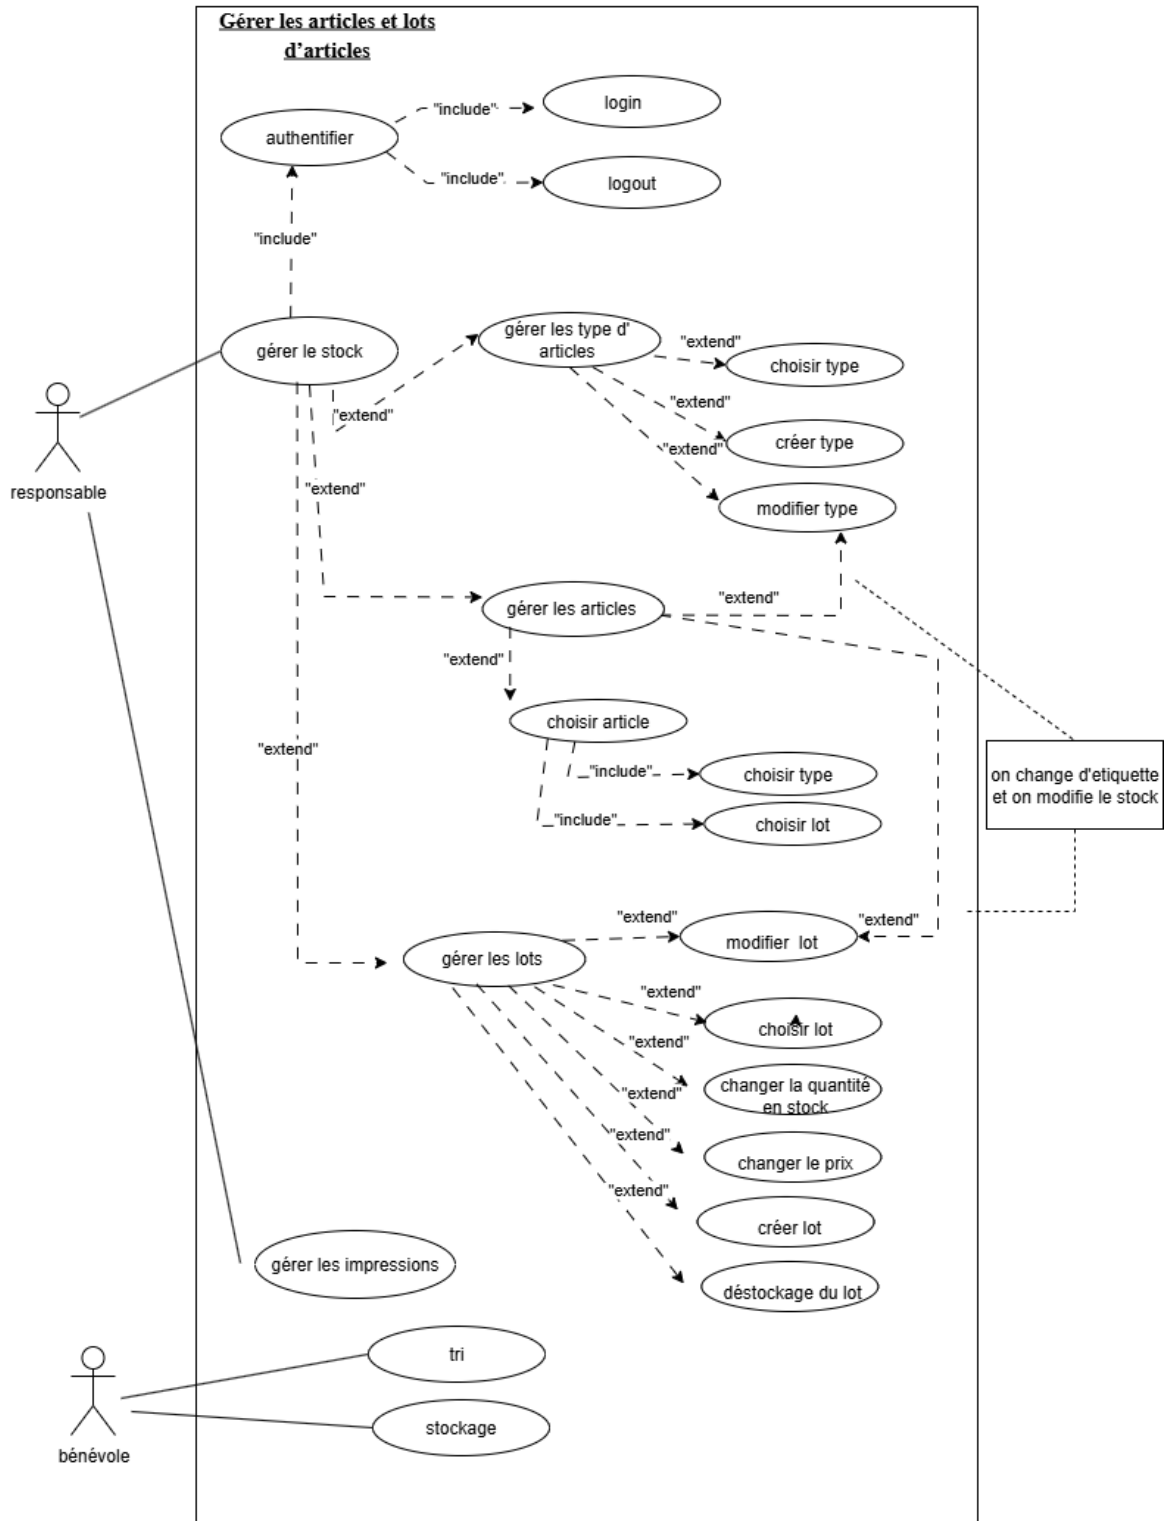 Gérer les articles et lots
d'articles
login
"include"
authentifier
"include"
logout
"include"
gérer les type d'
articles
"extend"
gérer le stock
choisir type
"extend"
"extend"
créer type
"extend"
responsable
"extend"
modifier type
"extend"
gérer les articles
"extend"
choisir article
"extend"
"include"
choisir type
on change d'etiquette
et on modifie le stock
"include"
choisir lot
"extend"
"extend"
modifier lot
gérer les lots
"extend"
choisir lot
"extend"
changer la quantité
en stock
"extend"
"extend"
changer le prix
"extend"
créer lot
gérer les impressions
déstockage du lot
tri
stockage
bénévole